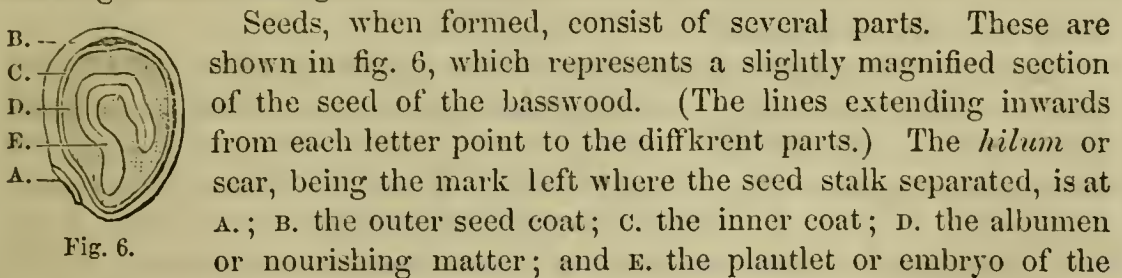 Seeds, when formed, consist of several parts. These are
shown in fig. 6, which represents a slightly magnified section
of the seed of the basswood. (The lines extending inwards
from each letter point to the diffkrent parts.) The hilum or
scar, being the mark left where the seed stalk separated, is at
A.; B. the outer seed coat; C. the inner coat; D. the albumen
or nourishing matter; and E. the plantlet or embryo of the
B.
C.
D.
E.
A.
Fig. 6.